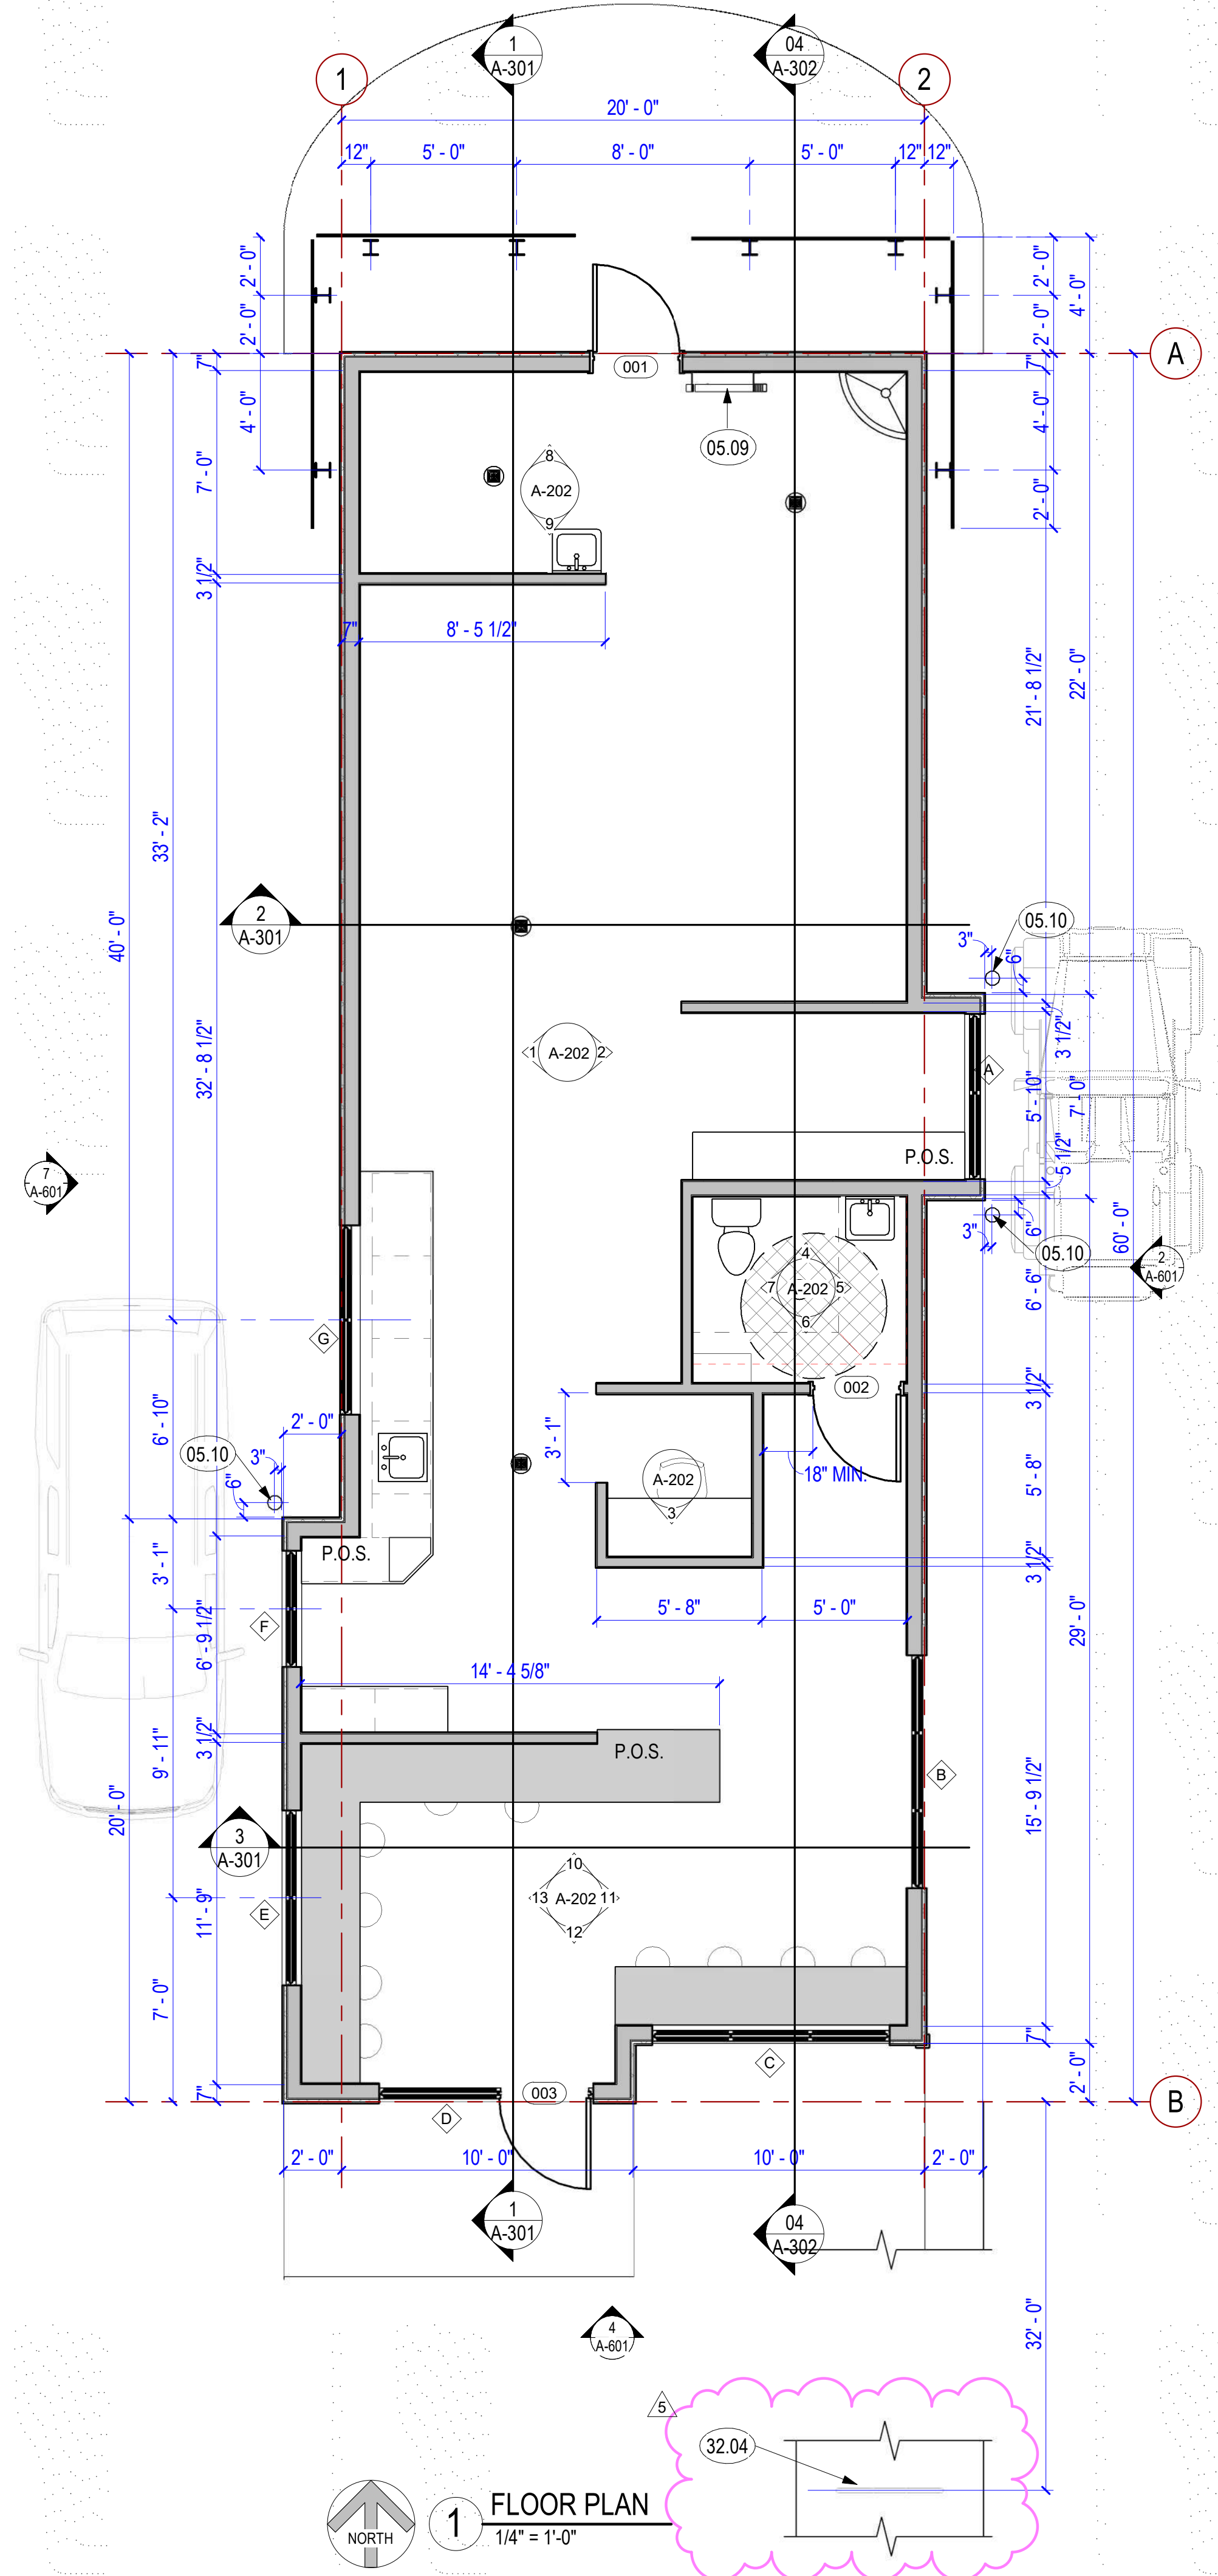 1
A-301
04
A-302
1
2
20' - 0"
12"
5' - 0"
8' - 0"
5' - 0"
12"
12"
2' - 0"
2' - 0"
4' - 0"
2' - 0"
2' - 0"
4' - 0"
4' - 0"
2' - 0"
A
7"
7"
001
05.09
8
A-202
9
7' - 0"
3 1/2"
7"
8' - 5 1/2"
21' - 8 1/2"
22' - 0"
33' - 2"
40' - 0"
32' - 8 1/2"
2
A-301
05.10
3"
6"
1
A-202
2
A
3 1/2"
5' - 10"
7' - 0"
5 1/2"
P.O.S.
7
A-601
6"
3"
05.10
60' - 0"
2
A-601
6' - 6"
4
7
A-202
5
6
G
002
3 1/2"
6' - 10"
2' - 0"
05.10
3"
6"
3' - 1"
A-202
3
18" MIN.
5' - 8"
3 1/2"
P.O.S.
3' - 1"
F
6' - 9 1/2"
5' - 8"
5' - 0"
29' - 0"
14' - 4 5/8"
3 1/2"
9' - 11"
P.O.S.
B
15' - 9 1/2"
20' - 0"
3
A-301
10
13
A-202
11
12
E
11' - 9"
7' - 0"
7"
7"
2' - 0"
C
D
003
B
2' - 0"
10' - 0"
10' - 0"
2' - 0"
1
A-301
04
A-302
32' - 0"
4
A-601
5
32.04
NORTH
1
FLOOR PLAN
1/4" = 1'-0"